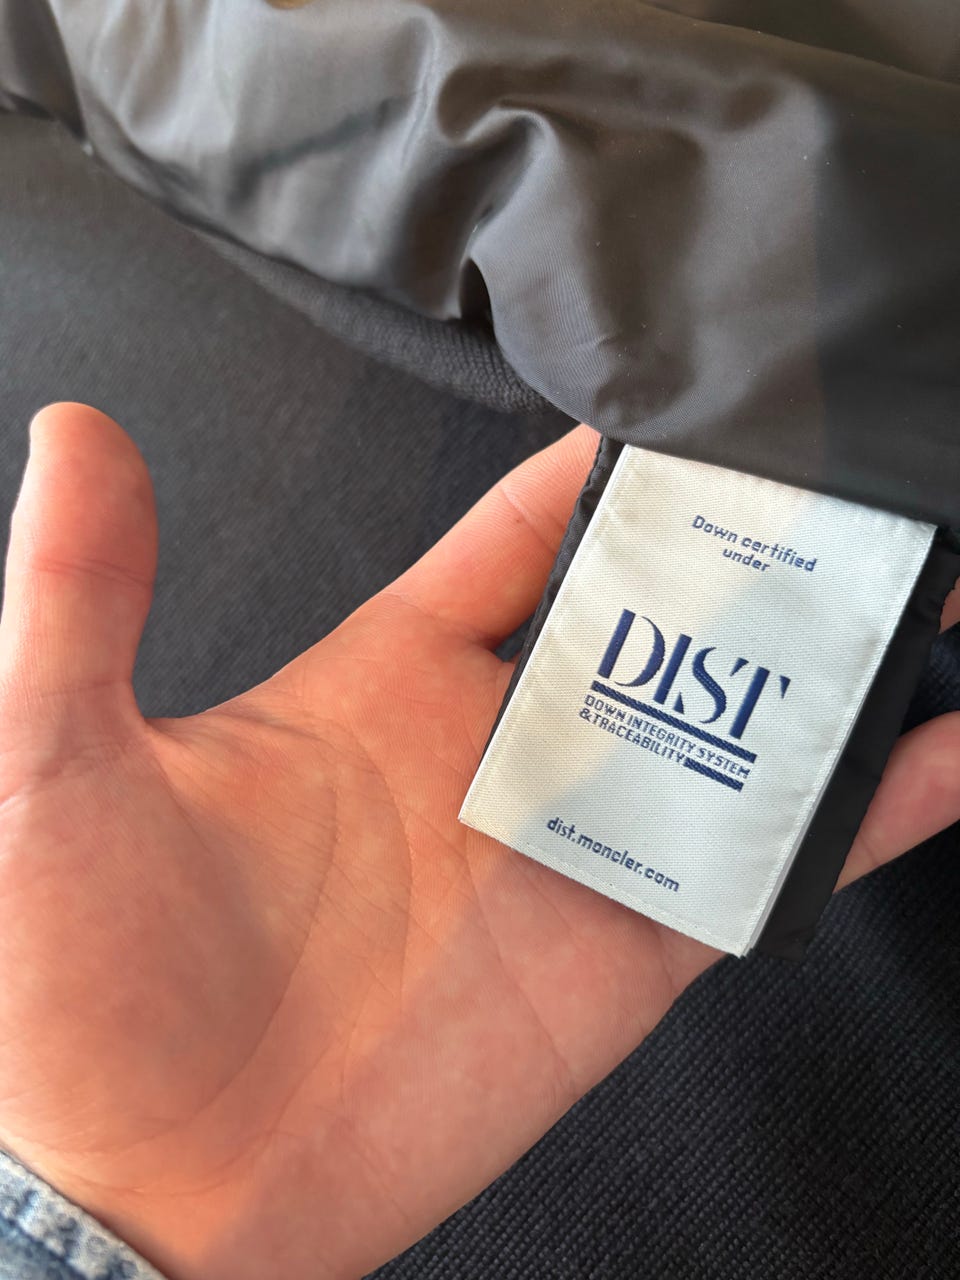 Down certified
under
DIST
DOWN INTEGRITY SYSTEM
& TRACEABILITY
dist.moncler.com